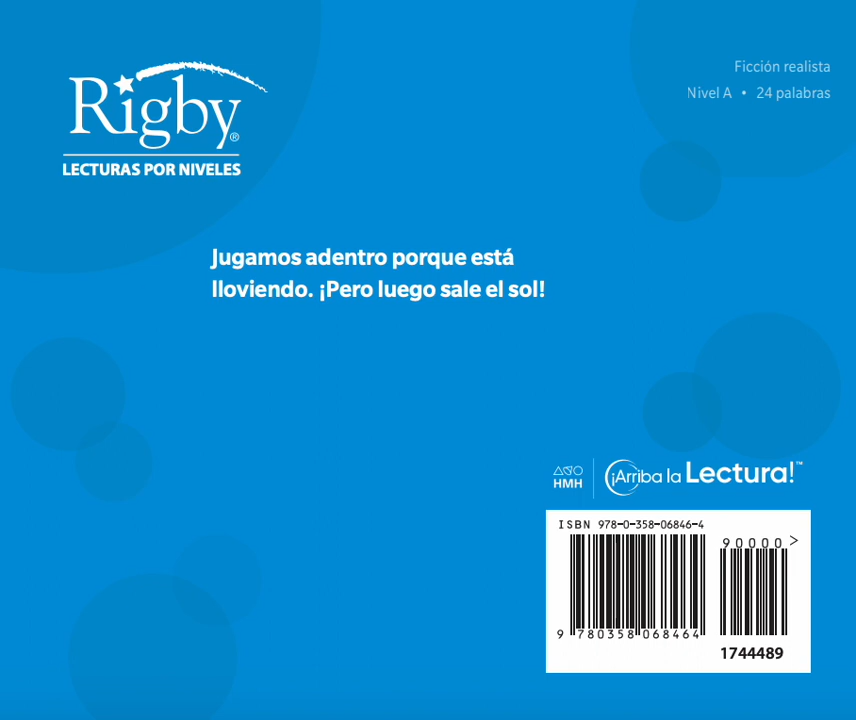 Rigby®
LECTURAS POR NIVELES
Ficción realista
Nivel A • 24 palabras
Jugamos adentro porque está
lloviendo. ¡Pero luego sale el sol!
HMH
¡Arriba la Lectura!™
ISBN 978-0-358-06846-4
90000>
9 780358 068464
1744489